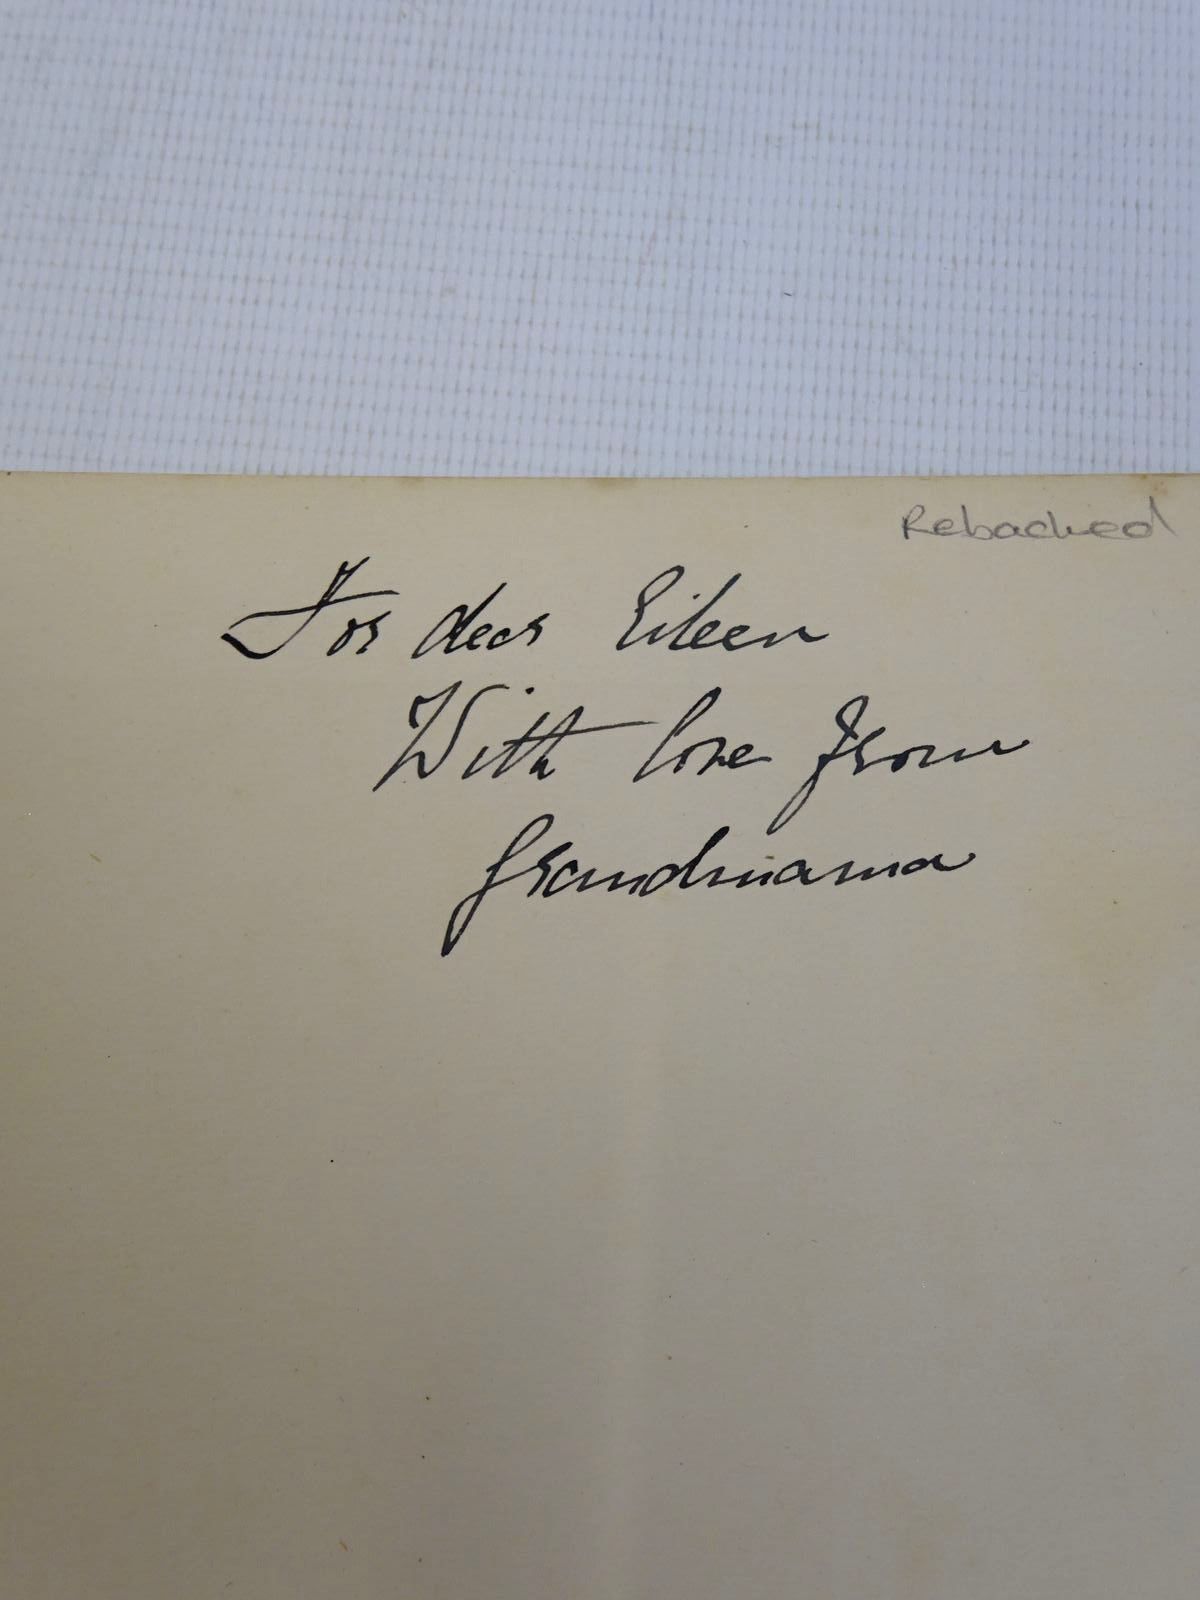 Rebacked
For dear Eileen
With love from
Grandmama